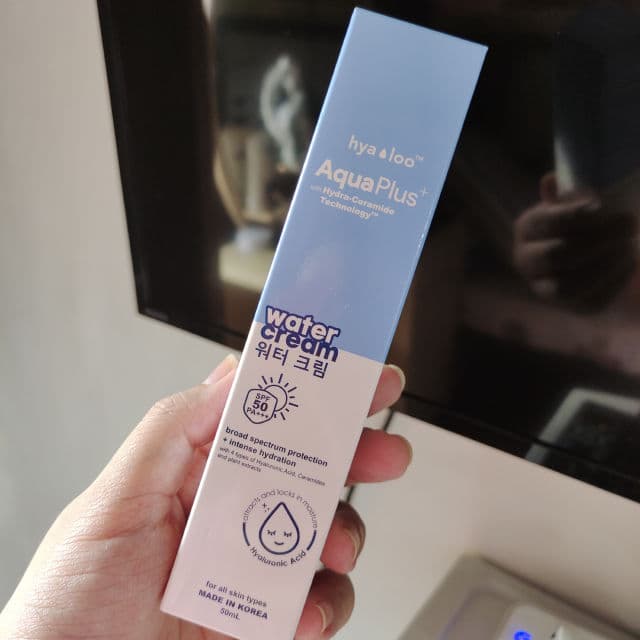 hyaloo™
AquaPlus+
with Hydra-Ceramide
Technology™
water
cream
워터 크림
SPF
50
PA+++
broad spectrum protection
+ intense hydration
with 4 types of Hyaluronic Acid, Ceramides
and plant extracts
attracts and locks in moisture
Hyaluronic Acid
for all skin types
MADE IN KOREA
50mL